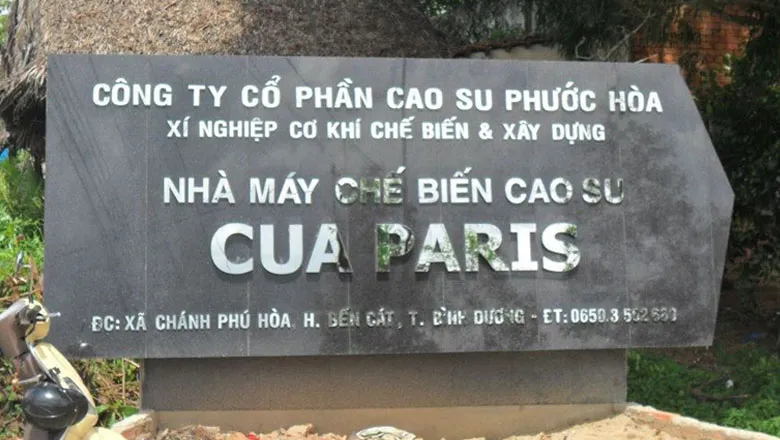 CÔNG TY CỔ PHẦN CAO SU PHƯỚC HÒA
XÍ NGHIỆP CƠ KHÍ CHẾ BIẾN & XÂY DỰNG
NHÀ MÁY CHẾ BIẾN CAO SU
CUA PARIS
ĐC: XÃ CHÁNH PHÚ HÒA, H. BẾN CÁT, T. BÌNH DƯƠNG - ĐT: 0650.3